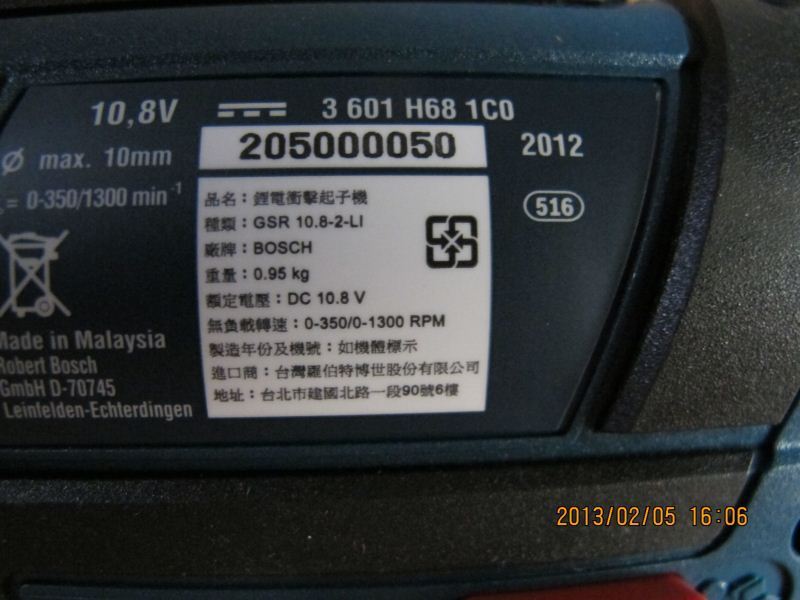 10,8V 3 601 H68 1C0
Ø max. 10mm 205000050 2012
= 0-350/1300 min⁻¹
516
品名：鋰電衝擊起子機
種類：GSR 10.8-2-LI
廠牌：BOSCH
重量：0.95 kg
額定電壓：DC 10.8 V
無負載轉速：0-350/0-1300 RPM
製造年份及機號：如機體標示
進口商：台灣羅伯特博世股份有限公司
地址：台北市建國北路一段90號6樓
Made in Malaysia
Robert Bosch
GmbH D-70745
Leinfelden-Echterdingen
2013/02/05 16:06